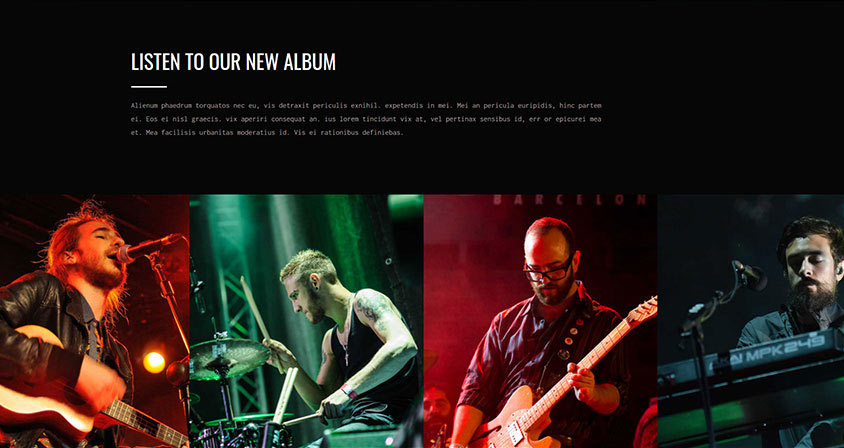 LISTEN TO OUR NEW ALBUM
Alienum phaedrum torquatos nec eu, vis detraxit periculis exnihil. expetendis in mei. Mei an pericula euripidis, hinc partem
ei. Eos ei nisl graecis. vix aperiri consequat an. ius lorem tincidunt vix at, vel pertinax sensibus id, err or epicurei mea
et. Mea facilisis urbanitas moderatius id. Vis ei rationibus definiebas.
BARCELON
AKAI MPK249